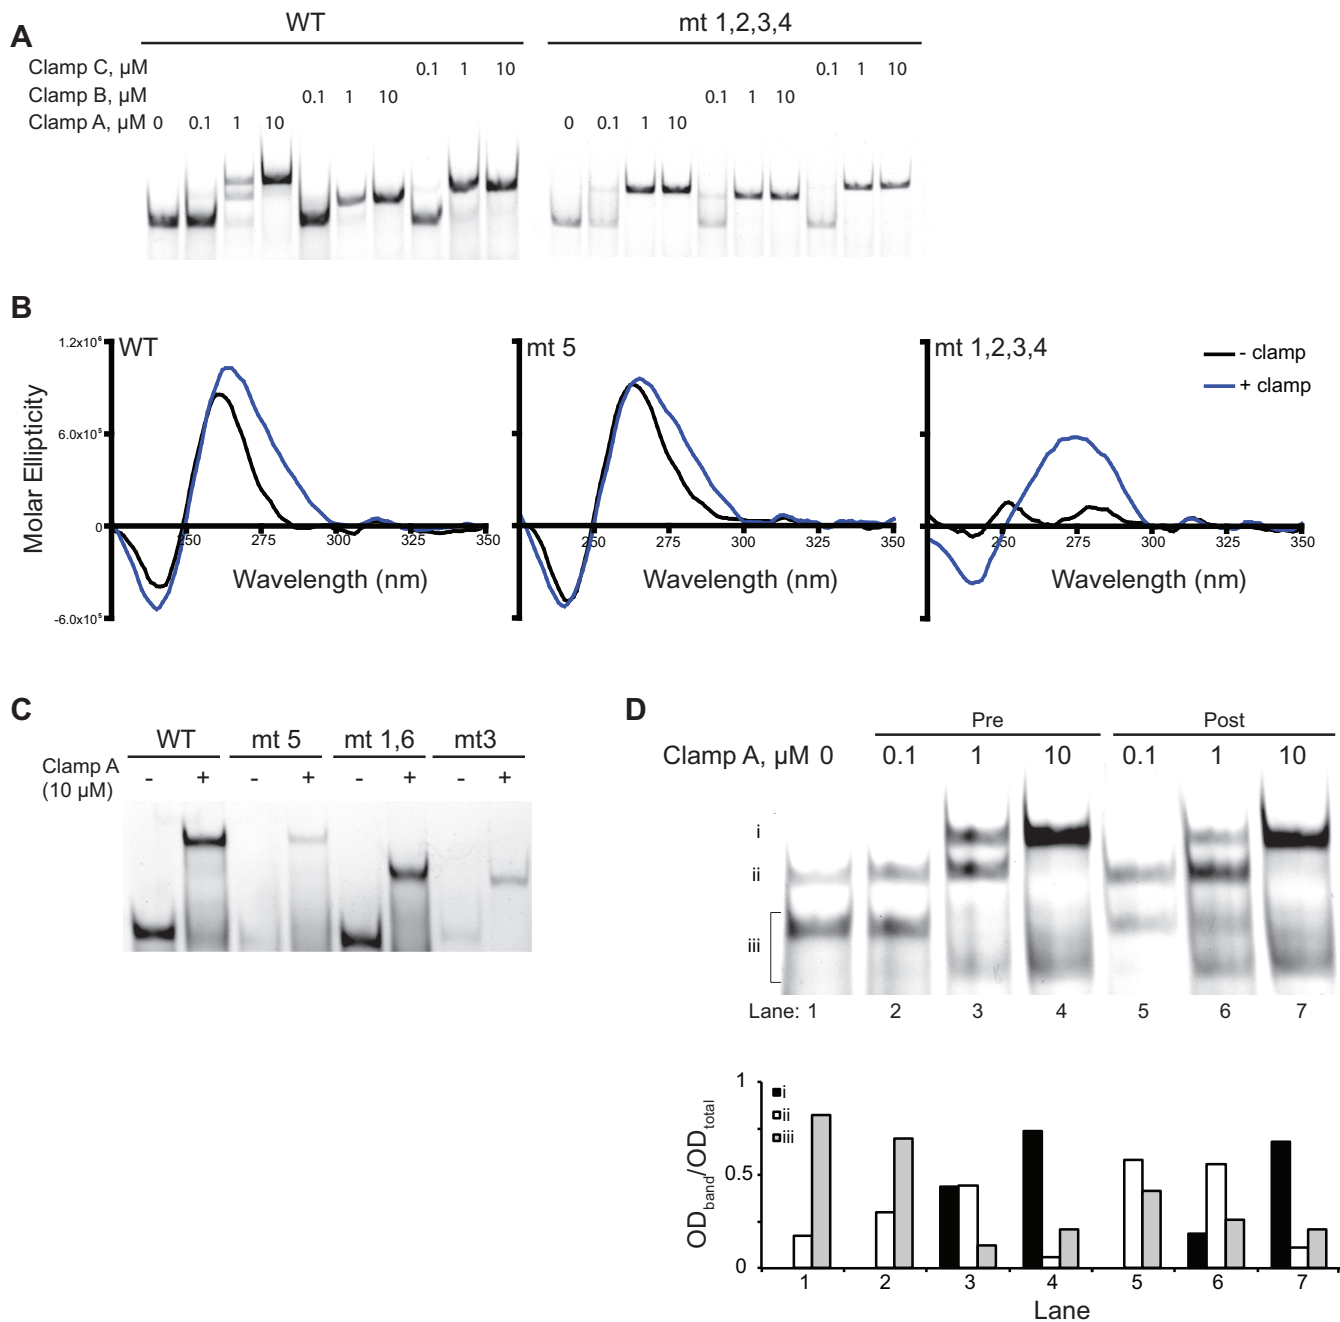 A
WT
mt 1,2,3,4
Clamp C, µM 0.1 1 10 0.1 1 10
Clamp B, µM 0.1 1 10 0.1 1 10
Clamp A, µM 0 0.1 1 10 0 0.1 1 10
B
WT
mt 5
mt 1,2,3,4
- clamp
+ clamp
Molar Ellipticity
1.2x10⁶
6.0x10⁵
0
-6.0x10⁵
250 275 300 325 350
250 275 300 325 350
250 275 300 325 350
Wavelength (nm)
Wavelength (nm)
Wavelength (nm)
C
WT mt 5 mt 1,6 mt3
Clamp A
(10 µM)
- + - + - + - +
D
Pre Post
Clamp A, µM 0 0.1 1 10 0.1 1 10
i
ii
iii
Lane: 1 2 3 4 5 6 7
i
ii
iii
ODband/ODtotal
1
0.5
0
1 2 3 4 5 6 7
Lane